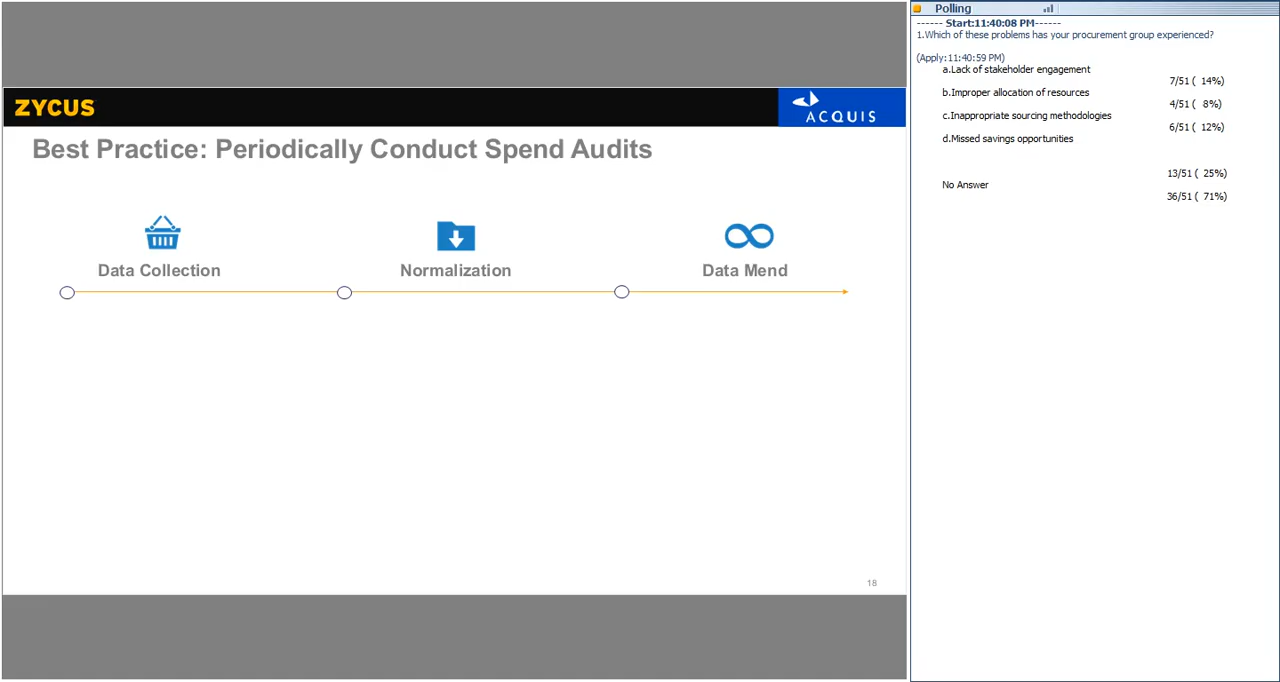 ZYCUS
ACQUIS
Best Practice: Periodically Conduct Spend Audits
Data Collection
Normalization
Data Mend
18
Polling
------ Start:11:40:08 PM------
1.Which of these problems has your procurement group experienced?
(Apply:11:40:59 PM)
a.Lack of stakeholder engagement
7/51 ( 14%)
b.Improper allocation of resources
4/51 ( 8%)
c.Inappropriate sourcing methodologies
6/51 ( 12%)
d.Missed savings opportunities
13/51 ( 25%)
No Answer
36/51 ( 71%)